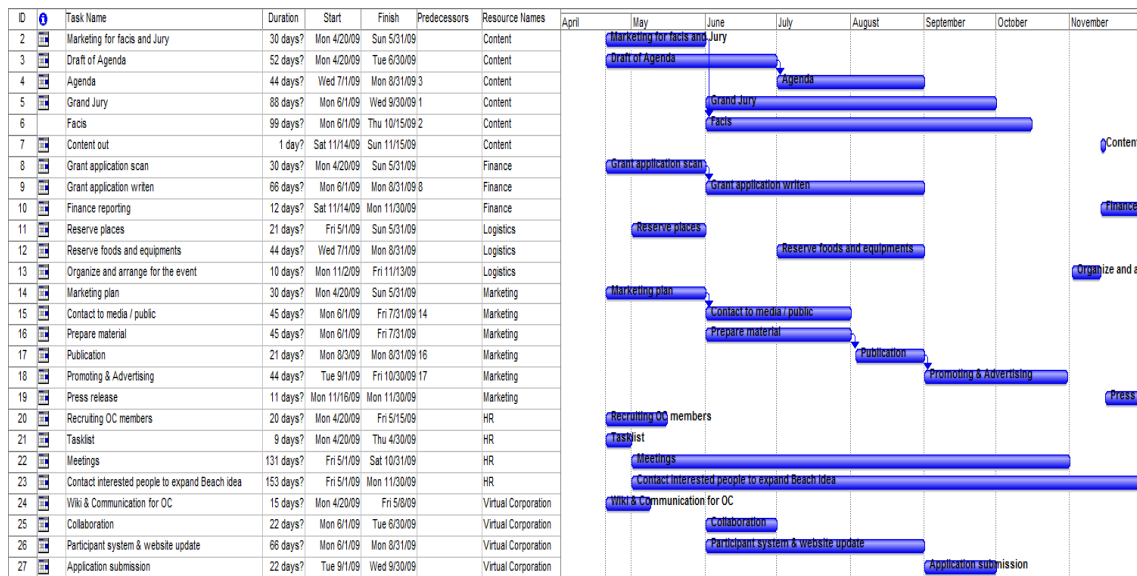 ID Task Name Duration Start Finish Predecessors Resource Names April May June July August September October November
2 Marketing for facis and Jury 30 days? Mon 4/20/09 Sun 5/31/09 Content Marketing for facis and Jury
3 Draft of Agenda 52 days? Mon 4/20/09 Tue 6/30/09 Content Draft of Agenda
4 Agenda 44 days? Wed 7/1/09 Mon 8/31/09 3 Content Agenda
5 Grand Jury 88 days? Mon 6/1/09 Wed 9/30/09 1 Content Grand Jury
6 Facis 99 days? Mon 6/1/09 Thu 10/15/09 2 Content Facis
7 Content out 1 day? Sat 11/14/09 Sun 11/15/09 Content Content
8 Grant application scan 30 days? Mon 4/20/09 Sun 5/31/09 Finance Grant application scan
9 Grant application writen 66 days? Mon 6/1/09 Mon 8/31/09 8 Finance Grant application writen
10 Finance reporting 12 days? Sat 11/14/09 Mon 11/30/09 Finance Finance
11 Reserve places 21 days? Fri 5/1/09 Sun 5/31/09 Logistics Reserve places
12 Reserve foods and equipments 44 days? Wed 7/1/09 Mon 8/31/09 Logistics Reserve foods and equipments
13 Organize and arrange for the event 10 days? Mon 11/2/09 Fri 11/13/09 Logistics Organize and a
14 Marketing plan 30 days? Mon 4/20/09 Sun 5/31/09 Marketing Marketing plan
15 Contact to media / public 45 days? Mon 6/1/09 Fri 7/31/09 14 Marketing Contact to media / public
16 Prepare material 45 days? Mon 6/1/09 Fri 7/31/09 Marketing Prepare material
17 Publication 21 days? Mon 8/3/09 Mon 8/31/09 16 Marketing Publication
18 Promoting & Advertising 44 days? Tue 9/1/09 Fri 10/30/09 17 Marketing Promoting & Advertising
19 Press release 11 days? Mon 11/16/09 Mon 11/30/09 Marketing Press
20 Recruiting OC members 20 days? Mon 4/20/09 Fri 5/15/09 HR Recruiting OC members
21 Tasklist 9 days? Mon 4/20/09 Thu 4/30/09 HR Tasklist
22 Meetings 131 days? Fri 5/1/09 Sat 10/31/09 HR Meetings
23 Contact interested people to expand Beach idea 153 days? Fri 5/1/09 Mon 11/30/09 HR Contact interested people to expand Beach idea
24 Wiki & Communication for OC 15 days? Mon 4/20/09 Fri 5/8/09 Virtual Corporation Wiki & Communication for OC
25 Collaboration 22 days? Mon 6/1/09 Tue 6/30/09 Virtual Corporation Collaboration
26 Participant system & website update 66 days? Mon 6/1/09 Mon 8/31/09 Virtual Corporation Participant system & website update
27 Application submission 22 days? Tue 9/1/09 Wed 9/30/09 Virtual Corporation Application submission